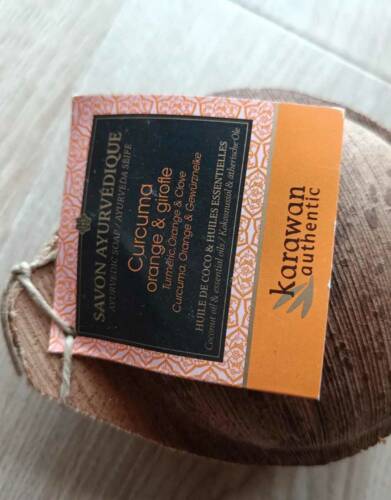 SAVON AYURVÉDIQUE
AYURVEDIC SOAP / AYURVEDA SEIFE
Curcuma
orange & girofle
Turmeric, Orange & Clove
Curcuma, Orange & Gewürznelke
HUILE DE COCO & HUILES ESSENTIELLES
Coconut oil & essential oils / Kokosnussöl & ätherische Öle
karawan
authentic